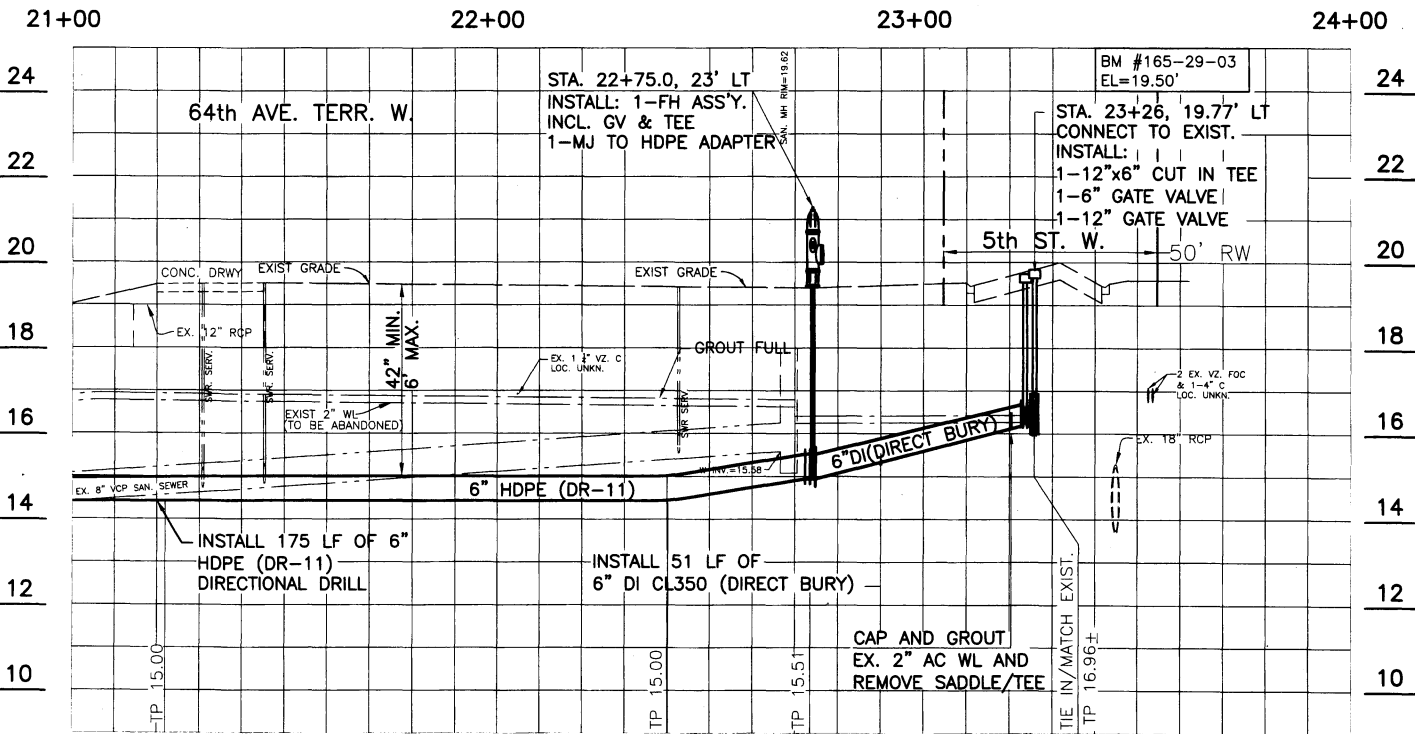 21+00
22+00
23+00
24+00
24
22
20
18
16
14
12
10
24
22
20
18
16
14
12
10
64th AVE. TERR. W.
STA. 22+75.0, 23' LT
INSTALL: 1-FH ASS'Y.
INCL. GV & TEE
1-MJ TO HDPE ADAPTER
SAN. MH RIM=19.62
BM #165-29-03
EL=19.50'
STA. 23+26, 19.77' LT
CONNECT TO EXIST.
INSTALL:
1-12"x6" CUT IN TEE
1-6" GATE VALVE
1-12" GATE VALVE
5th ST. W.
50' RW
CONC. DRWY
EXIST GRADE
EXIST GRADE
EX. 12" RCP
SWR. SERV.
SWR. SERV.
42" MIN.
6' MAX.
EX. 1 ½" VZ. C
LOC. UNKN.
GROUT FULL
SWR SERV
EXIST 2" WL
(TO BE ABANDONED)
2 EX. VZ. FOC
& 1-4" C
LOC. UNKN.
EX. 18" RCP
W INV.=15.58
6"DI(DIRECT BURY)
EX. 8" VCP SAN. SEWER
6" HDPE (DR-11)
INSTALL 175 LF OF 6"
HDPE (DR-11)
DIRECTIONAL DRILL
INSTALL 51 LF OF
6" DI CL350 (DIRECT BURY)
CAP AND GROUT
EX. 2" AC WL AND
REMOVE SADDLE/TEE
TP 15.00
TP 15.00
TP 15.51
TIE IN/MATCH EXIST.
TP 16.96±